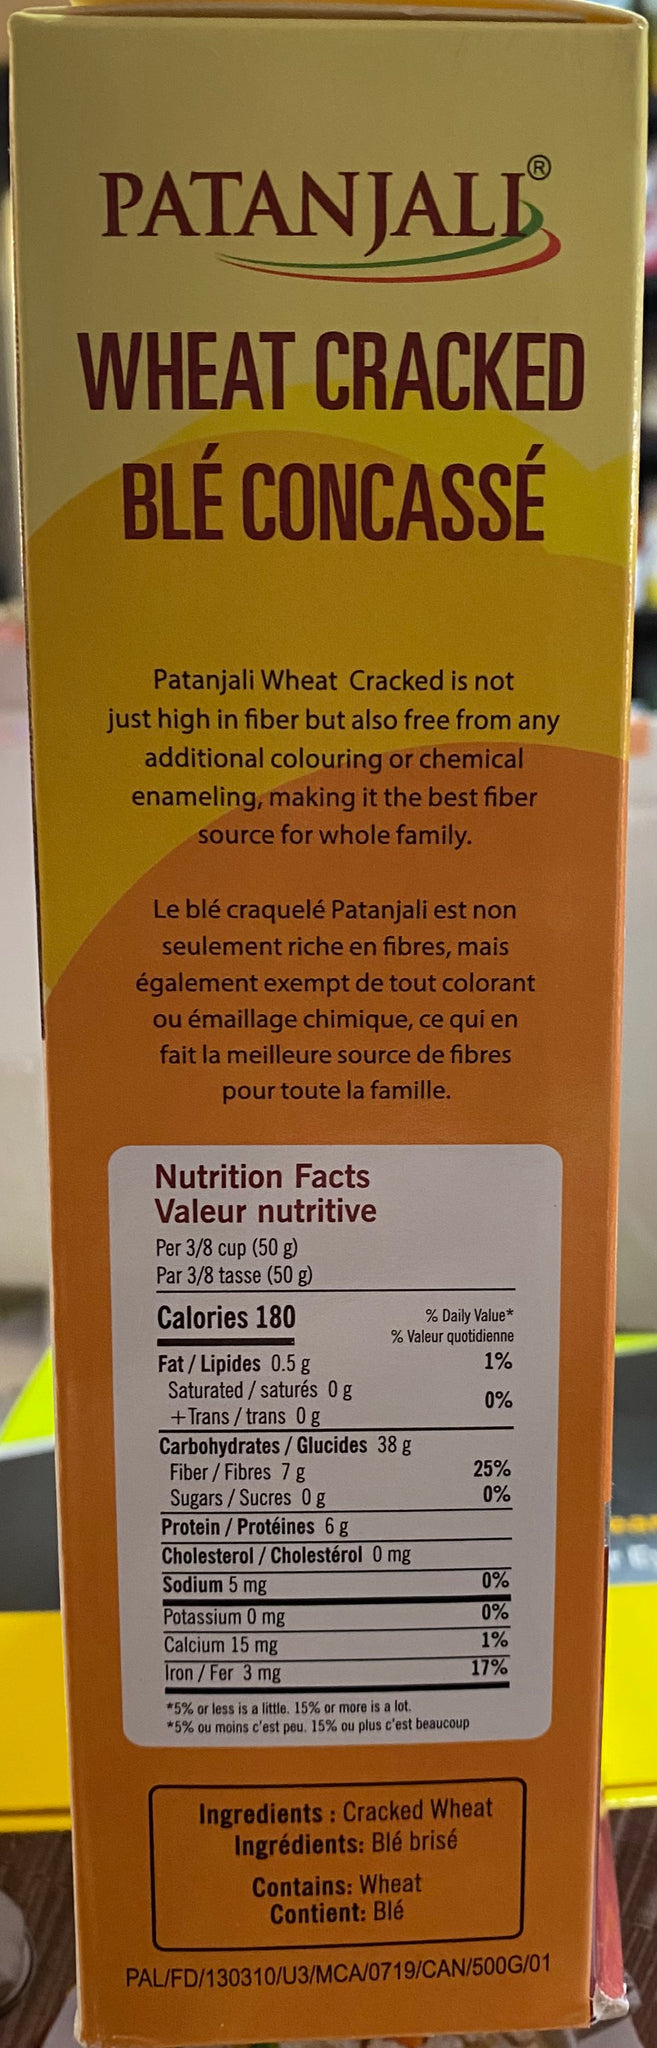 PATANJALI®
WHEAT CRACKED
BLÉ CONCASSÉ
Patanjali Wheat Cracked is not
just high in fiber but also free from any
additional colouring or chemical
enameling, making it the best fiber
source for whole family.
Le blé craquelé Patanjali est non
seulement riche en fibres, mais
également exempt de tout colorant
ou émaillage chimique, ce qui en
fait la meilleure source de fibres
pour toute la famille.
Nutrition Facts
Valeur nutritive
Per 3/8 cup (50 g)
Par 3/8 tasse (50 g)
Calories 180 % Daily Value*
% Valeur quotidienne
Fat / Lipides 0.5 g 1%
Saturated / saturés 0 g
+Trans / trans 0 g 0%
Carbohydrates / Glucides 38 g
Fiber / Fibres 7 g 25%
Sugars / Sucres 0 g 0%
Protein / Protéines 6 g
Cholesterol / Cholestérol 0 mg
Sodium 5 mg 0%
Potassium 0 mg 0%
Calcium 15 mg 1%
Iron / Fer 3 mg 17%
*5% or less is a little. 15% or more is a lot.
*5% ou moins c'est peu. 15% ou plus c'est beaucoup
Ingredients : Cracked Wheat
Ingrédients: Blé brisé
Contains: Wheat
Contient: Blé
PAL/FD/130310/U3/MCA/0719/CAN/500G/01